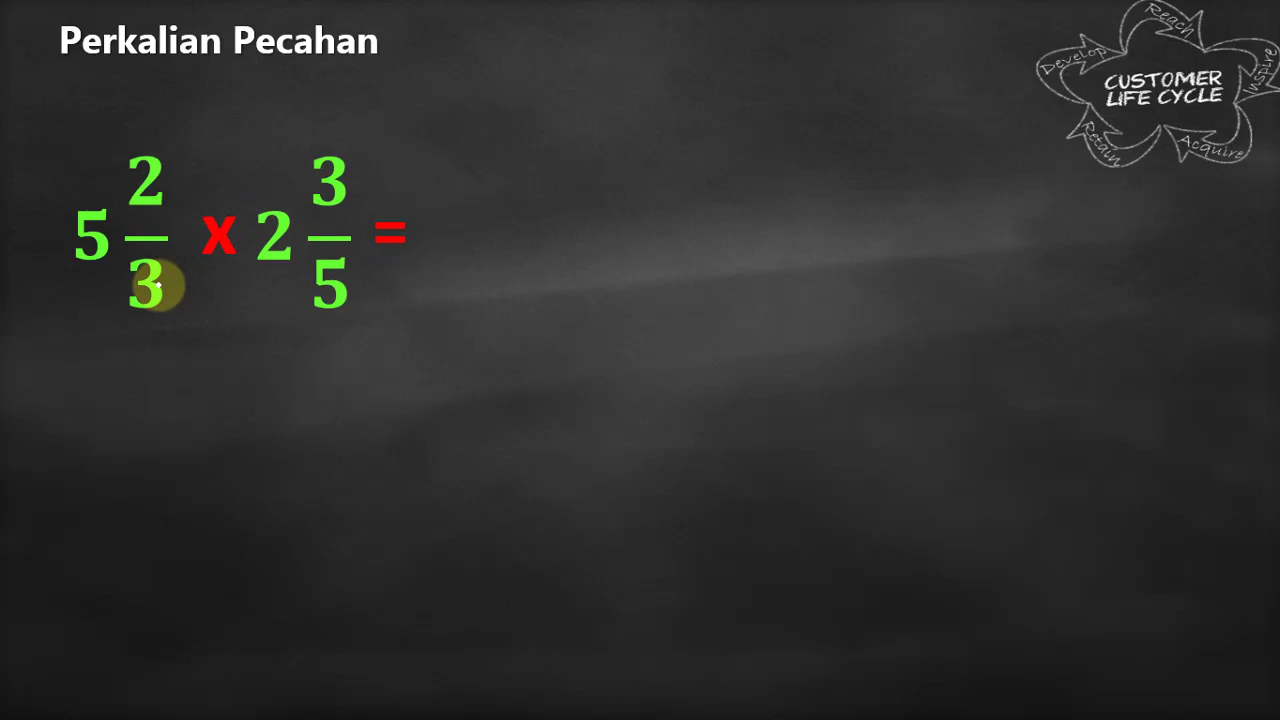 Perkalian Pecahan
5 2/3 x 2 3/5 =
Reach
Develop
Inspire
CUSTOMER
LIFE CYCLE
Retain
Acquire